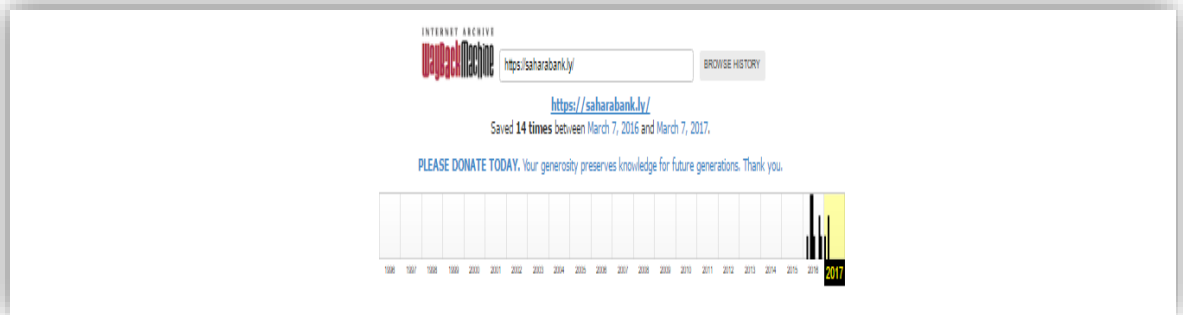 INTERNET ARCHIVE
WayBackMachine
https://saharabank.ly/
BROWSE HISTORY
https://saharabank.ly/
Saved 14 times between March 7, 2016 and March 7, 2017.
PLEASE DONATE TODAY. Your generosity preserves knowledge for future generations. Thank you.
1996 1997 1998 1999 2000 2001 2002 2003 2004 2005 2006 2007 2008 2009 2010 2011 2012 2013 2014 2015 2016 2017